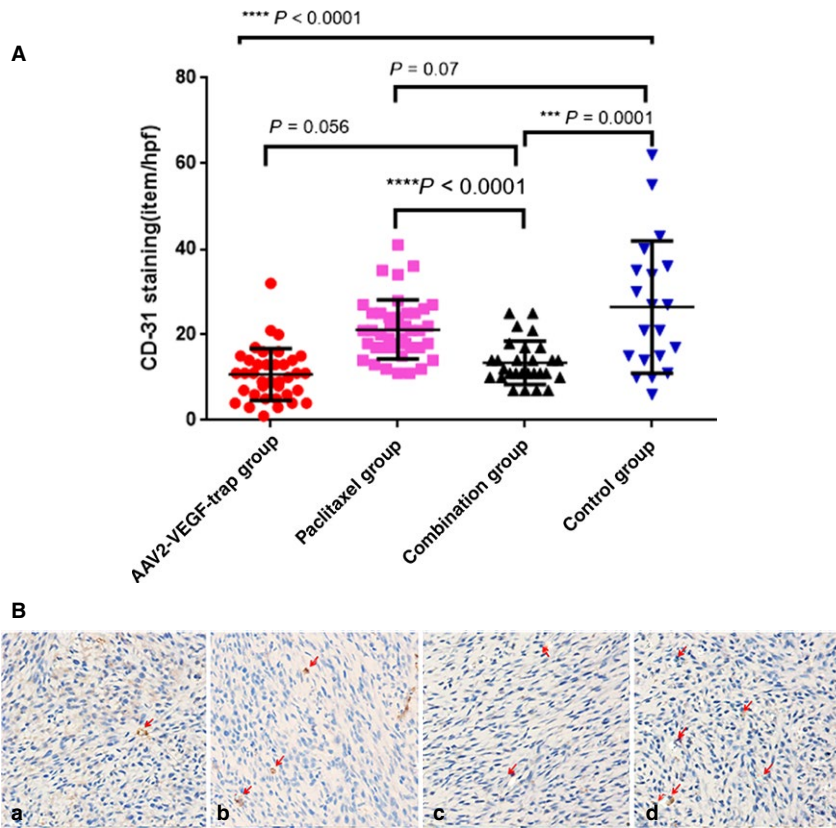 A
**** P < 0.0001
P = 0.07
*** P = 0.0001
P = 0.056
****P < 0.0001
CD-31 staining(item/hpf)
80
60
40
20
0
AAV2-VEGF-trap group
Paclitaxel group
Combination group
Control group
B
a
b
c
d